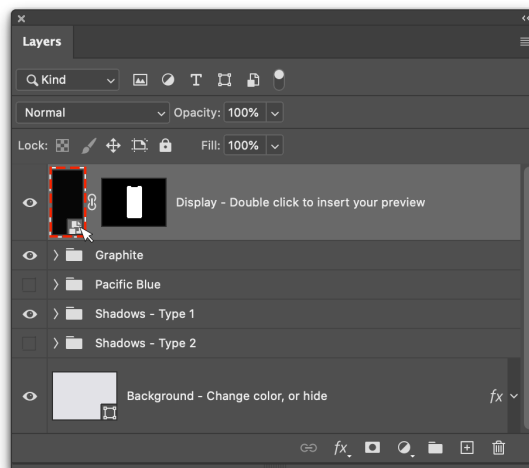 Layers
Kind
T
Normal Opacity: 100%
Lock: Fill: 100%
Display - Double click to insert your preview
Graphite
Pacific Blue
Shadows - Type 1
Shadows - Type 2
Background - Change color, or hide fx
fx